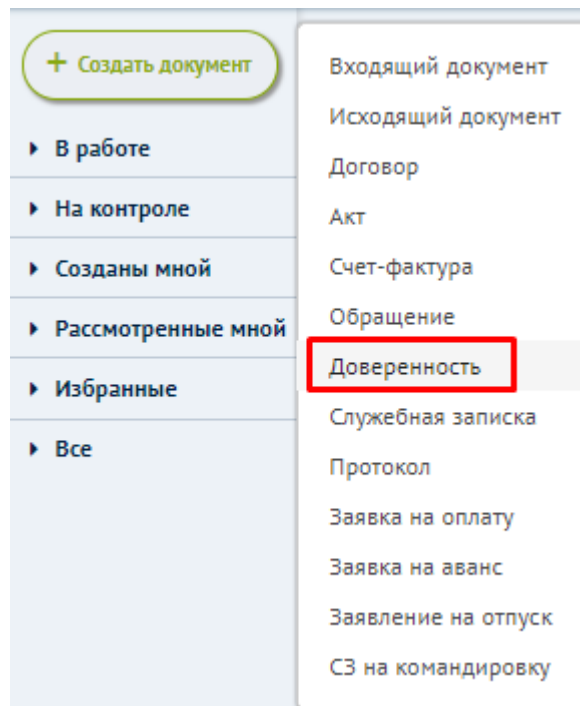 + Создать документ
В работе
На контроле
Созданы мной
Рассмотренные мной
Избранные
Все
Входящий документ
Исходящий документ
Договор
Акт
Счет-фактура
Обращение
Доверенность
Служебная записка
Протокол
Заявка на оплату
Заявка на аванс
Заявление на отпуск
СЗ на командировку